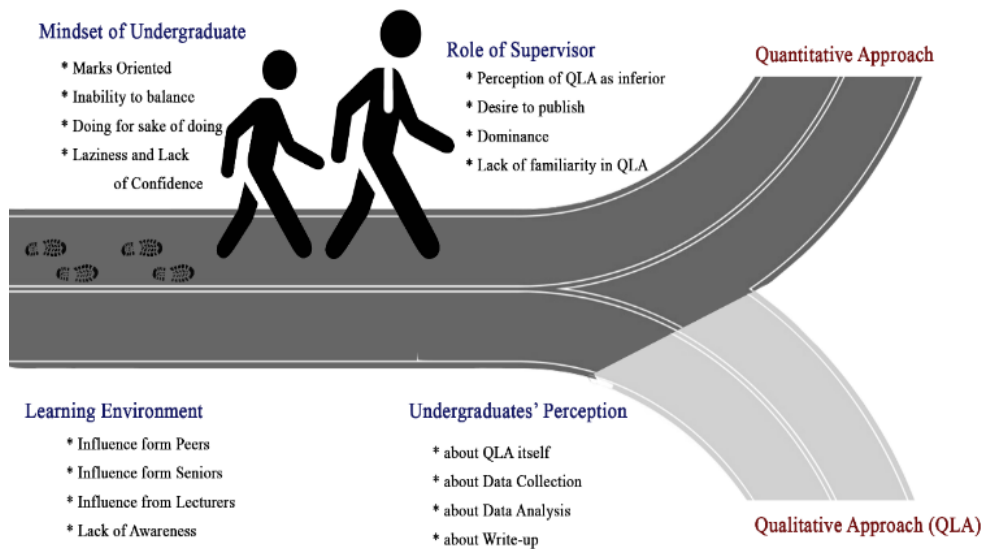 Mindset of Undergraduate
* Marks Oriented
* Inability to balance
* Doing for sake of doing
* Laziness and Lack
of Confidence
Role of Supervisor
* Perception of QLA as inferior
* Desire to publish
* Dominance
* Lack of familiarity in QLA
Quantitative Approach
Learning Environment
* Influence form Peers
* Influence form Seniors
* Influence from Lecturers
* Lack of Awareness
Undergraduates' Perception
* about QLA itself
* about Data Collection
* about Data Analysis
* about Write-up
Qualitative Approach (QLA)